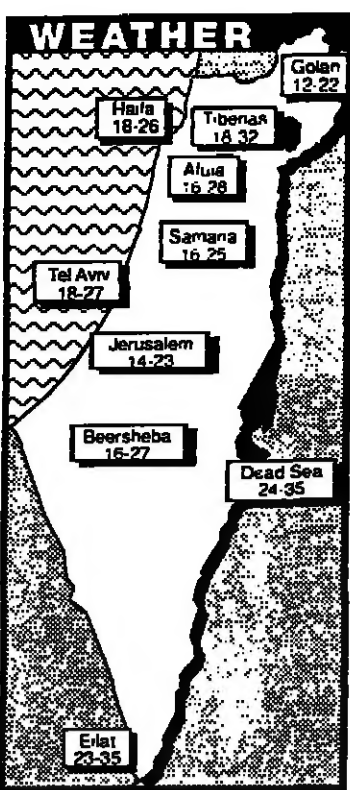 WEATHER
Golan
12-22
Haifa
18-26
Tiberias
18-32
Afula
16-28
Samaria
16-25
Tel Aviv
18-27
Jerusalem
14-23
Beersheba
16-27
Dead Sea
24-35
Eilat
23-35